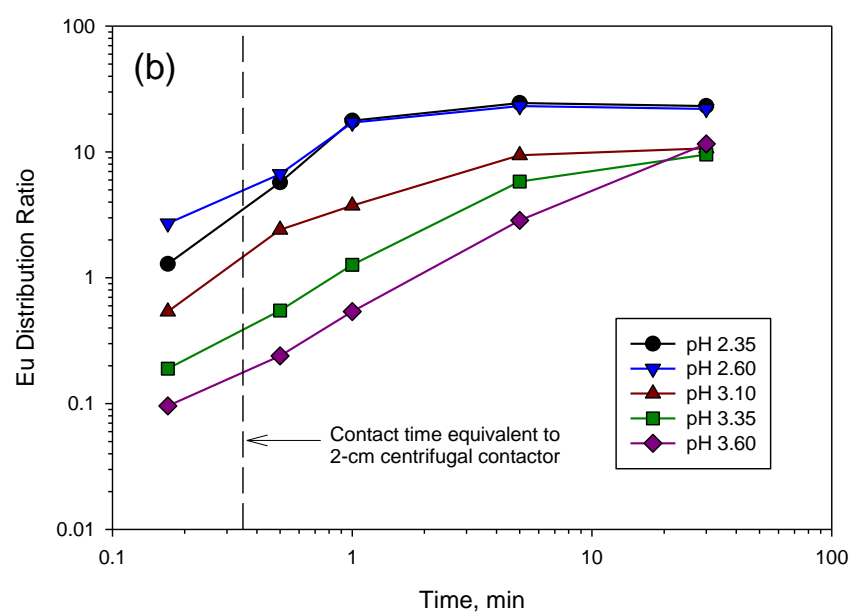 (b)
100
10
1
0.1
0.01
Eu Distribution Ratio
pH 2.35
pH 2.60
pH 3.10
pH 3.35
pH 3.60
Contact time equivalent to
2-cm centrifugal contactor
0.1
1
10
100
Time, min